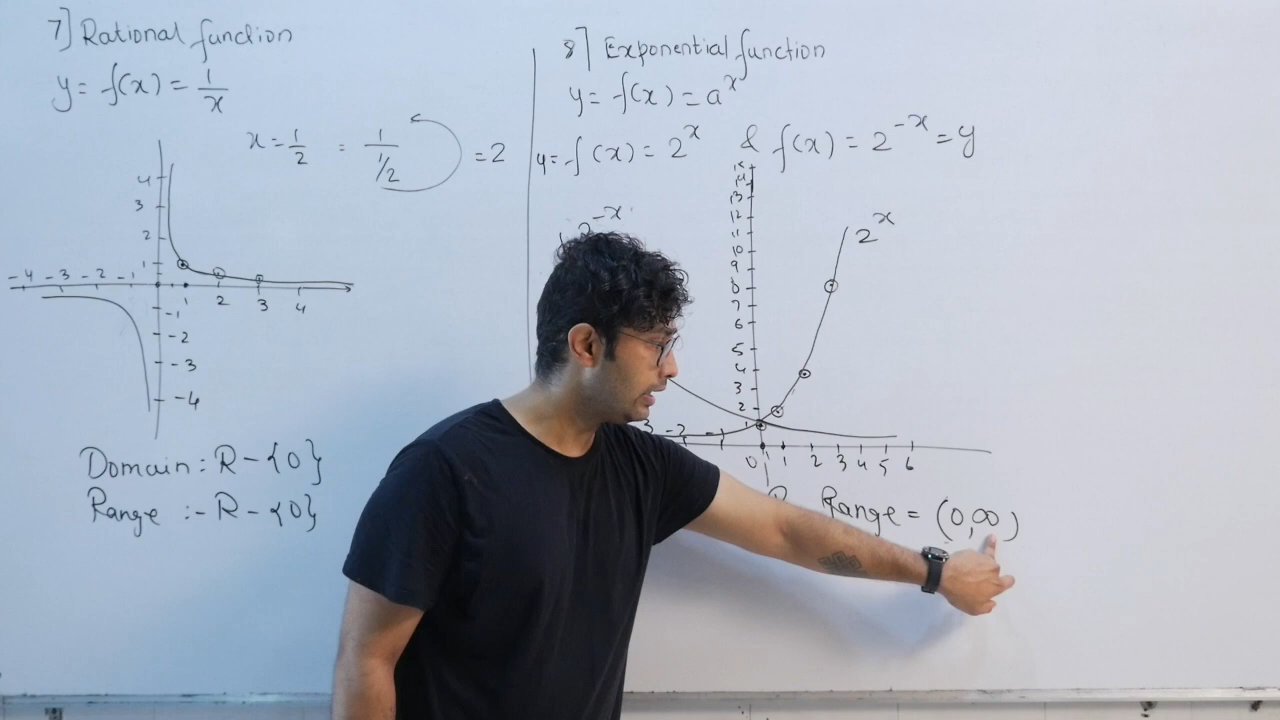 7] Rational function
y = f(x) = 1/x
x = 1/2 = 1/(1/2) = 2
4
3
2
1
-4 -3 -2 -1 1 2 3 4
-1
-2
-3
-4
Domain : R - {0}
Range :- R - {0}
8] Exponential function
y = f(x) = a^x
y = f(x) = 2^x & f(x) = 2^-x = y
15
14
13
12
11
10
9
8
7
6
5
4
3
2
2^-x
2^x
3 -2 -1 0 1 2 3 4 5 6
Range = (0,∞)